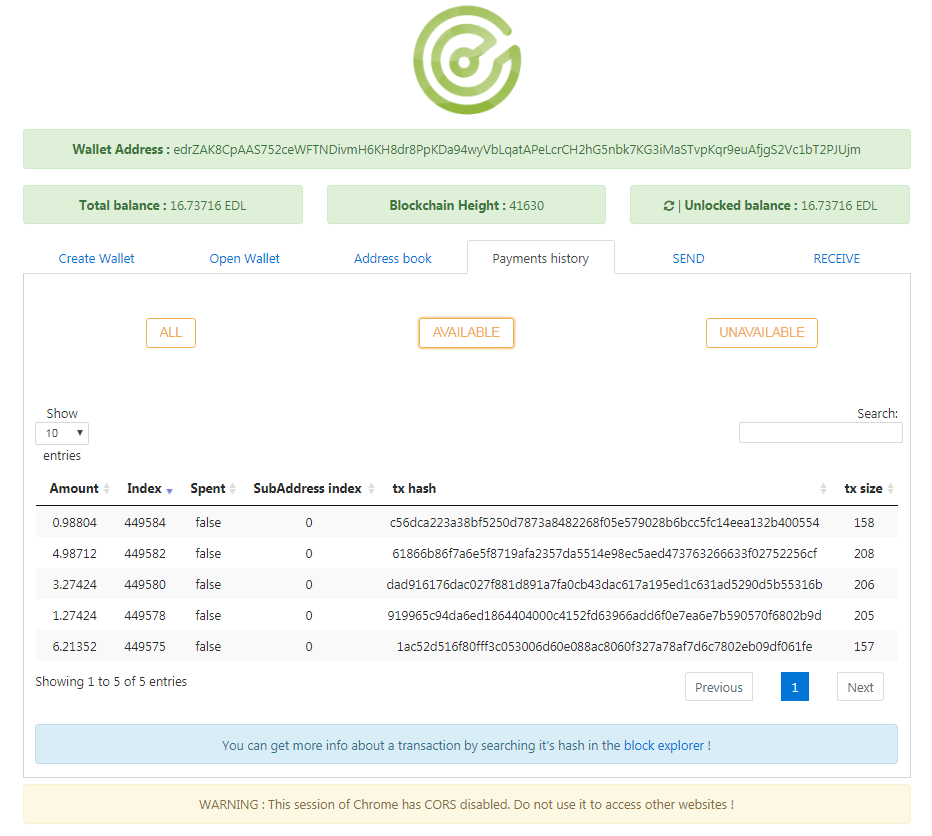 Wallet Address : edrZAK8CpAAS752ceWFTNDivmH6KH8dr8PpKDa94wyVbLqatAPeLcrCH2hG5nbk7KG3iMaSTvpKqr9euAfjgS2Vc1bT2PJUjm
Total balance : 16.73716 EDL
Blockchain Height : 41630
| Unlocked balance : 16.73716 EDL
Create Wallet
Open Wallet
Address book
Payments history
SEND
RECEIVE
ALL
AVAILABLE
UNAVAILABLE
Show
10
entries
Search:
Amount Index Spent SubAddress index tx hash tx size
0.98804 449584 false 0 c56dca223a38bf5250d7873a8482268f05e579028b6bcc5fc14eea132b400554 158
4.98712 449582 false 0 61866b86f7a6e5f8719afa2357da5514e98ec5aed473763266633f02752256cf 208
3.27424 449580 false 0 dad916176dac027f881d891a7fa0cb43dac617a195ed1c631ad5290d5b55316b 206
1.27424 449578 false 0 919965c94da6ed1864404000c4152fd63966add6f0e7ea6e7b590570f6802b9d 205
6.21352 449575 false 0 1ac52d516f80fff3c053006d60e088ac8060f327a78af7d6c7802eb09df061fe 157
Showing 1 to 5 of 5 entries
Previous
1
Next
You can get more info about a transaction by searching it's hash in the block explorer !
WARNING : This session of Chrome has CORS disabled. Do not use it to access other websites !